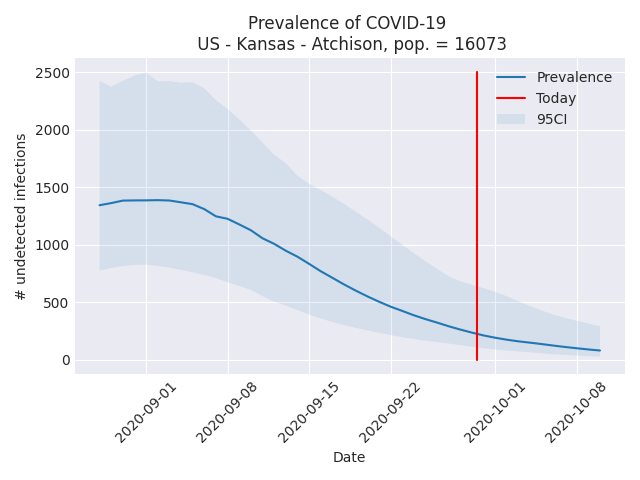 Prevalence of COVID-19
US - Kansas - Atchison, pop. = 16073
Prevalence
Today
95CI
# undetected infections
2500
2000
1500
1000
500
0
2020-09-01
2020-09-08
2020-09-15
2020-09-22
2020-10-01
2020-10-08
Date